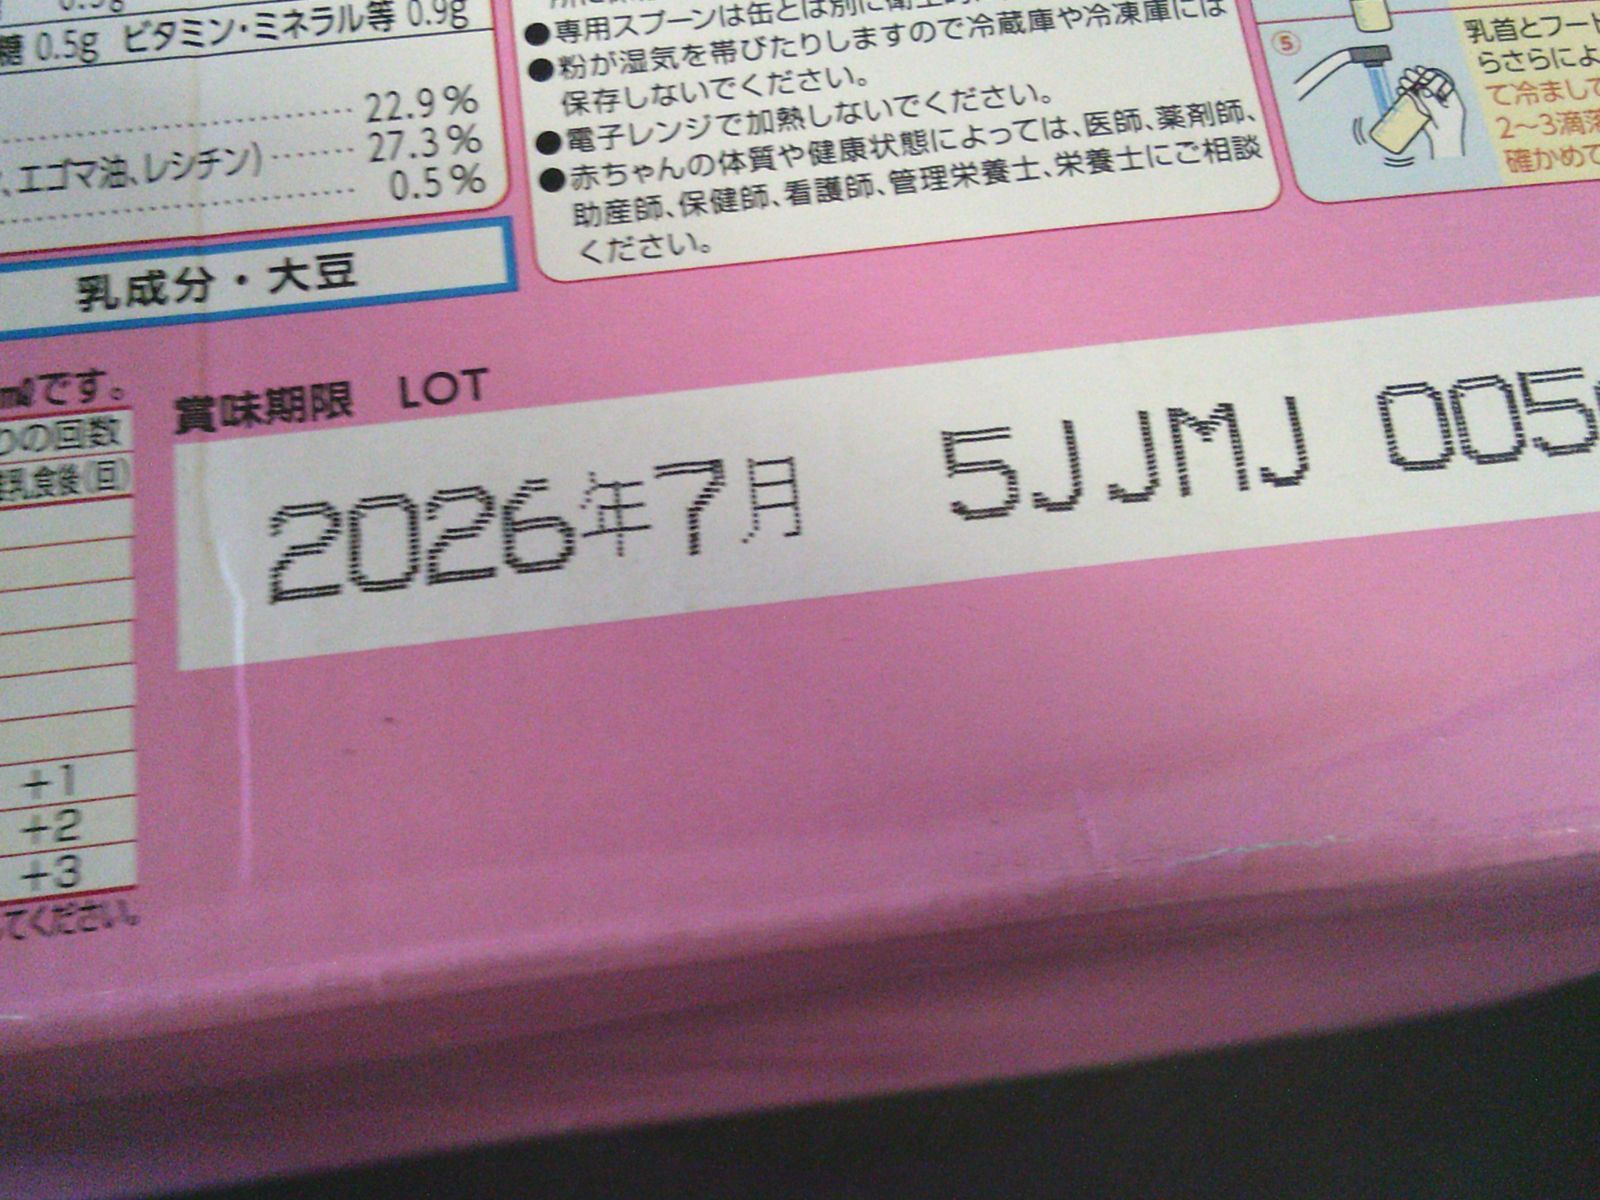 糖 0.5g ビタミン・ミネラル等 0.9g
22.9%
27.3%
、エゴマ油、レシチン)
0.5%
乳成分・大豆
●専用スプーンは缶とは別に衛生的に
●粉が湿気を帯びたりしますので冷蔵庫や冷凍庫には
保存しないでください。
●電子レンジで加熱しないでください。
●赤ちゃんの体質や健康状態によっては、医師、薬剤師、
助産師、保健師、看護師、管理栄養士、栄養士にご相談
ください。
⑤
乳首とフード
らさらによ
て冷まして
2〜3滴落
確かめて
mlです。
の回数
乳食後(回)
+1
+2
+3
てください。
賞味期限 LOT
2026年7月 5JJMJ 005